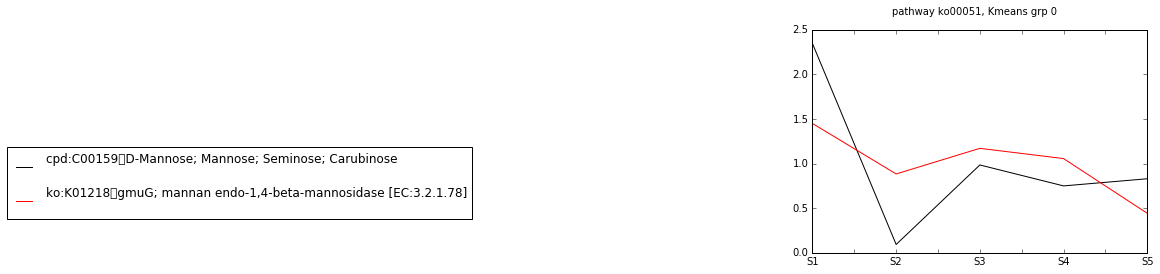 pathway ko00051, Kmeans grp 0
2.5
2.0
1.5
1.0
0.5
0.0
S1 S2 S3 S4 S5
cpd:C00159▯D-Mannose; Mannose; Seminose; Carubinose
ko:K01218▯gmuG; mannan endo-1,4-beta-mannosidase [EC:3.2.1.78]